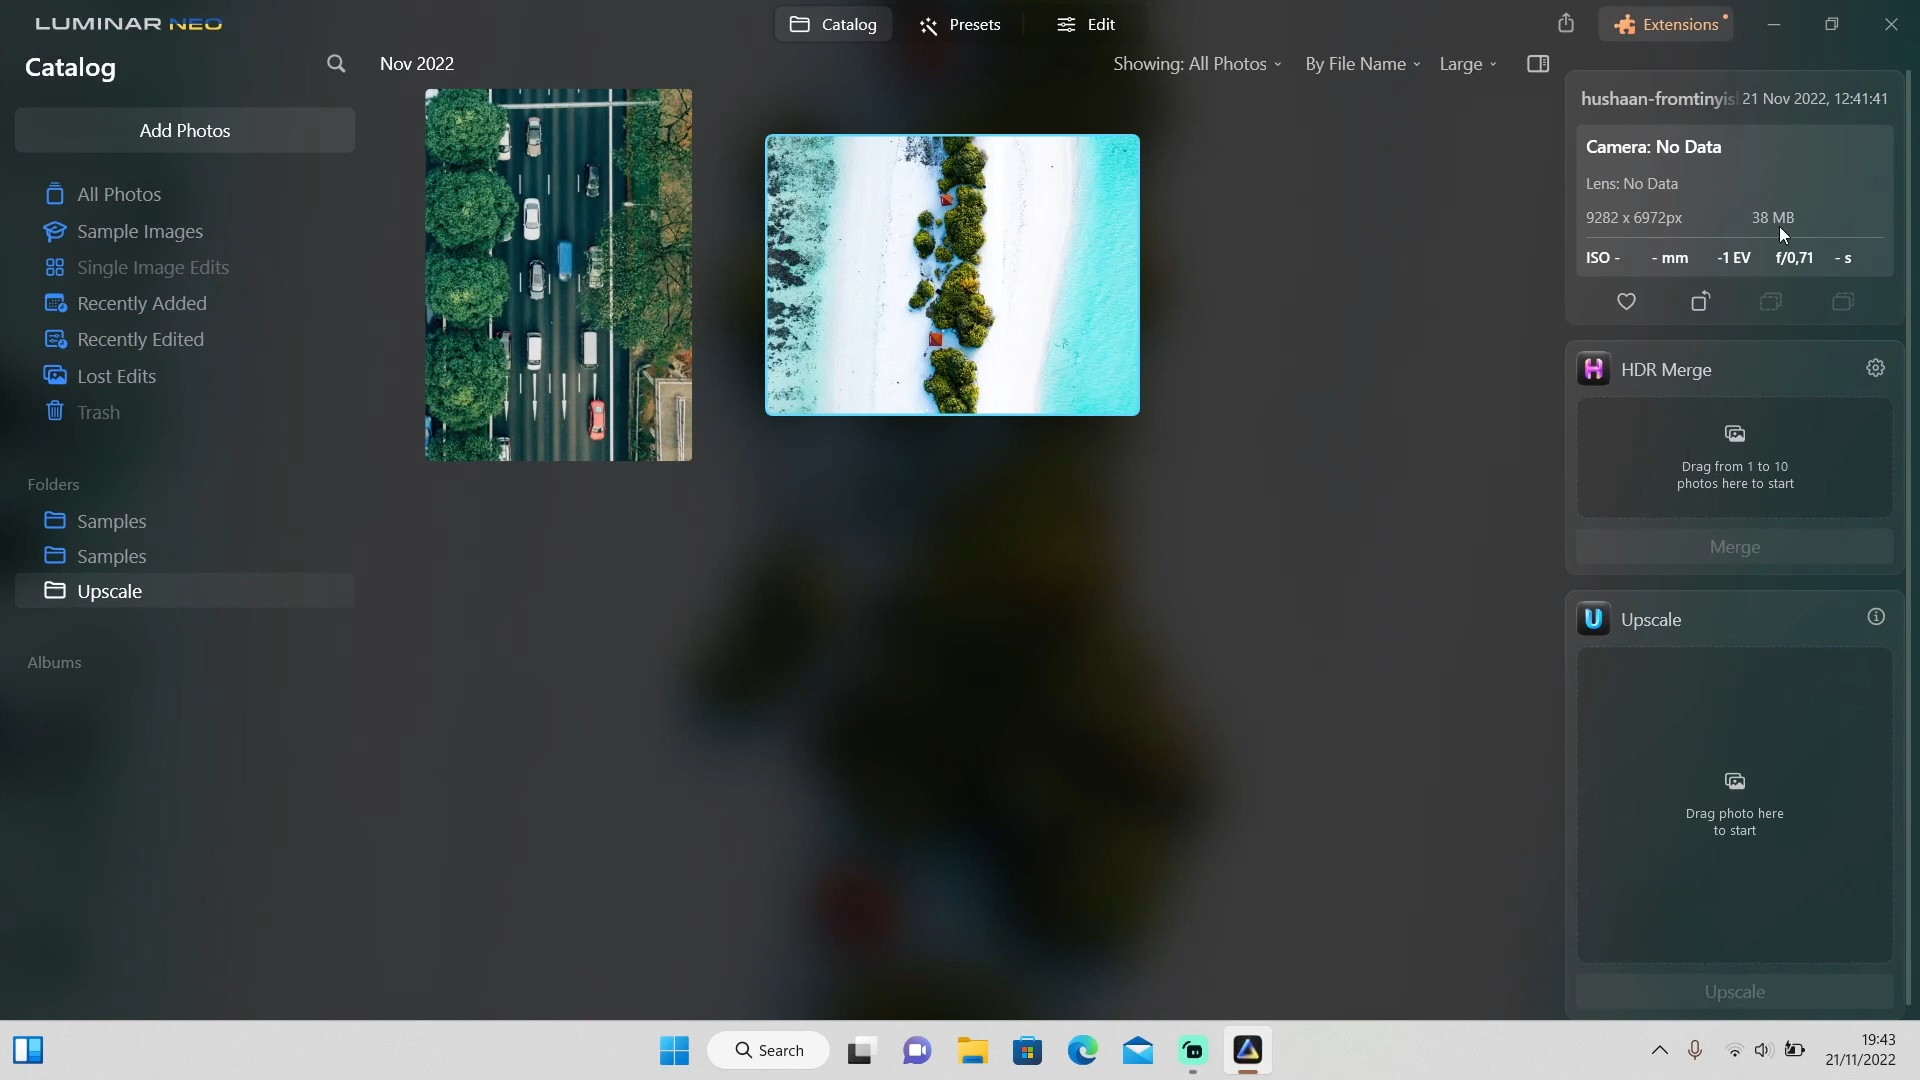 LUMINAR NEO
Catalog
Presets
Edit
Extensions
Catalog
Nov 2022
Showing: All Photos
By File Name
Large
Add Photos
All Photos
Sample Images
Single Image Edits
Recently Added
Recently Edited
Lost Edits
Trash
Folders
Samples
Samples
Upscale
Albums
hushaan-fromtinyisl 21 Nov 2022, 12:41:41
Camera: No Data
Lens: No Data
9282 x 6972px 38 MB
ISO - - mm -1 EV f/0,71 - s
HDR Merge
Drag from 1 to 10
photos here to start
Merge
Upscale
Drag photo here
to start
Upscale
Search
19:43
21/11/2022